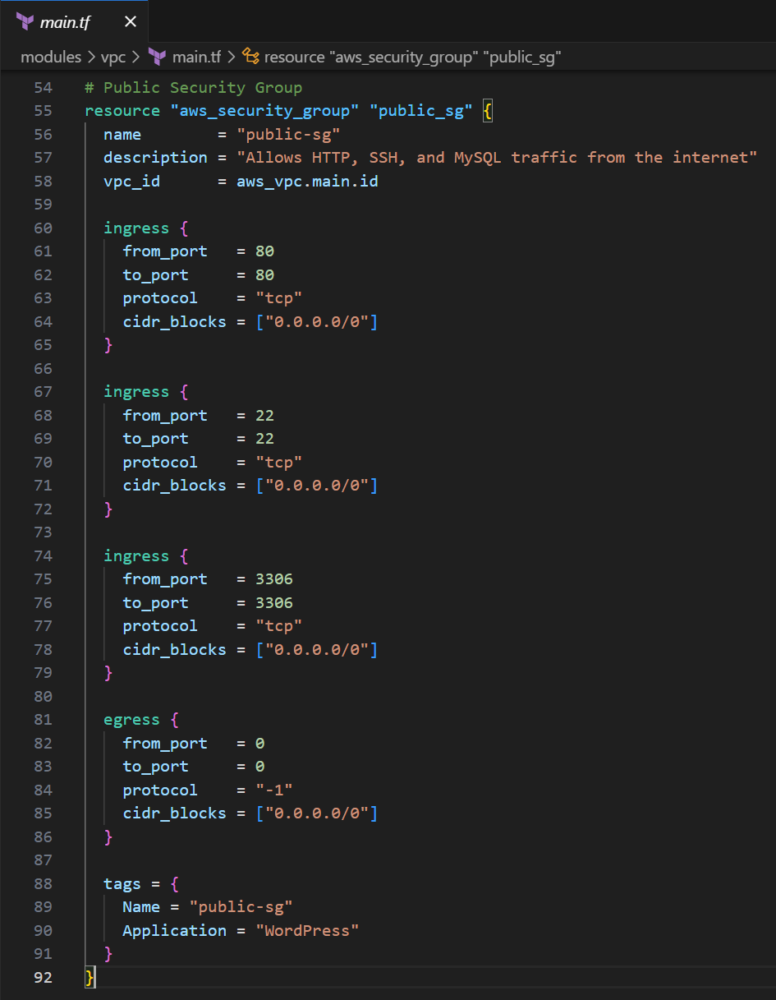 main.tf ×
modules > vpc > main.tf > resource "aws_security_group" "public_sg"
54 # Public Security Group
55 resource "aws_security_group" "public_sg" {
56   name        = "public-sg"
57   description = "Allows HTTP, SSH, and MySQL traffic from the internet"
58   vpc_id      = aws_vpc.main.id
59
60   ingress {
61     from_port   = 80
62     to_port     = 80
63     protocol    = "tcp"
64     cidr_blocks = ["0.0.0.0/0"]
65   }
66
67   ingress {
68     from_port   = 22
69     to_port     = 22
70     protocol    = "tcp"
71     cidr_blocks = ["0.0.0.0/0"]
72   }
73
74   ingress {
75     from_port   = 3306
76     to_port     = 3306
77     protocol    = "tcp"
78     cidr_blocks = ["0.0.0.0/0"]
79   }
80
81   egress {
82     from_port   = 0
83     to_port     = 0
84     protocol    = "-1"
85     cidr_blocks = ["0.0.0.0/0"]
86   }
87
88   tags = {
89     Name = "public-sg"
90     Application = "WordPress"
91   }
92 }